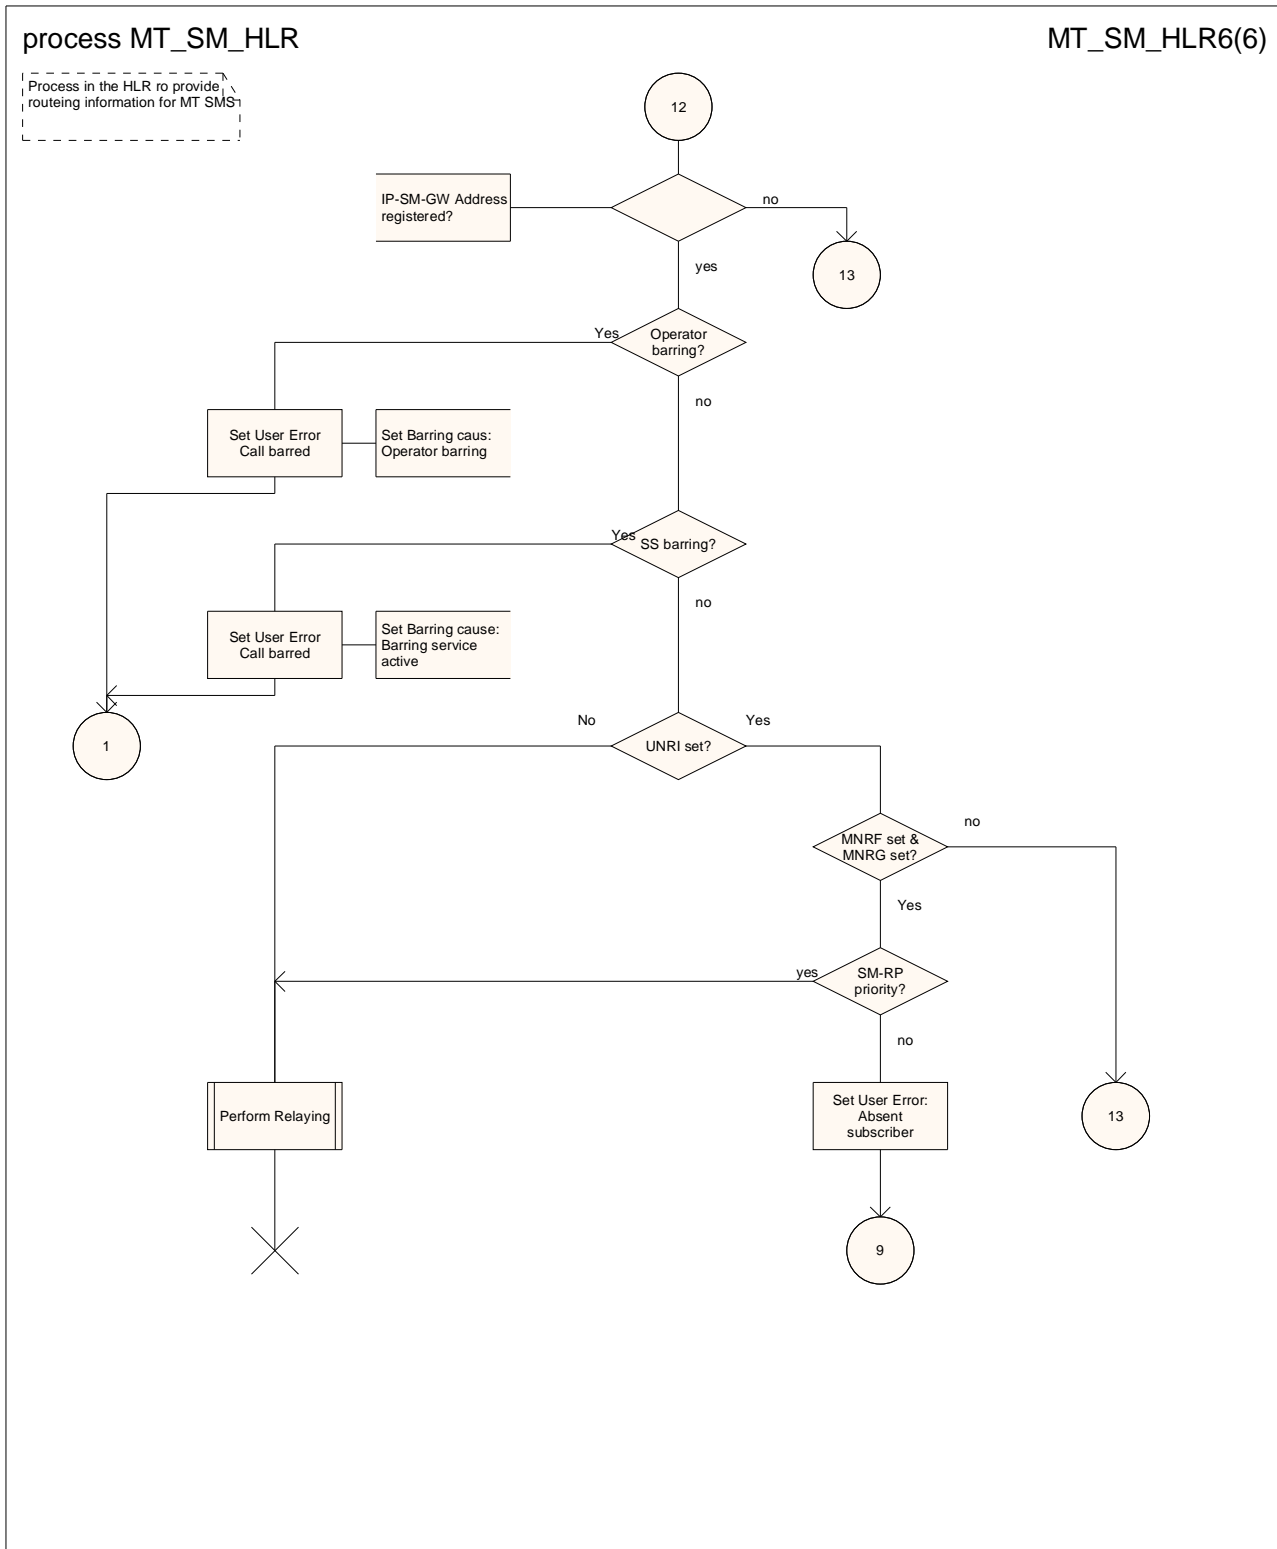 process MT_SM_HLR
MT_SM_HLR6(6)
Process in the HLR ro provide
routeing information for MT SMS
12
IP-SM-GW Address
registered?
no
13
yes
Yes
Operator
barring?
no
Set User Error
Call barred
Set Barring caus:
Operator barring
Yes
SS barring?
no
Set User Error
Call barred
Set Barring cause:
Barring service
active
1
No
UNRI set?
Yes
MNRF set &
MNRG set?
no
Yes
yes
SM-RP
priority?
no
Perform Relaying
Set User Error:
Absent
subscriber
13
9